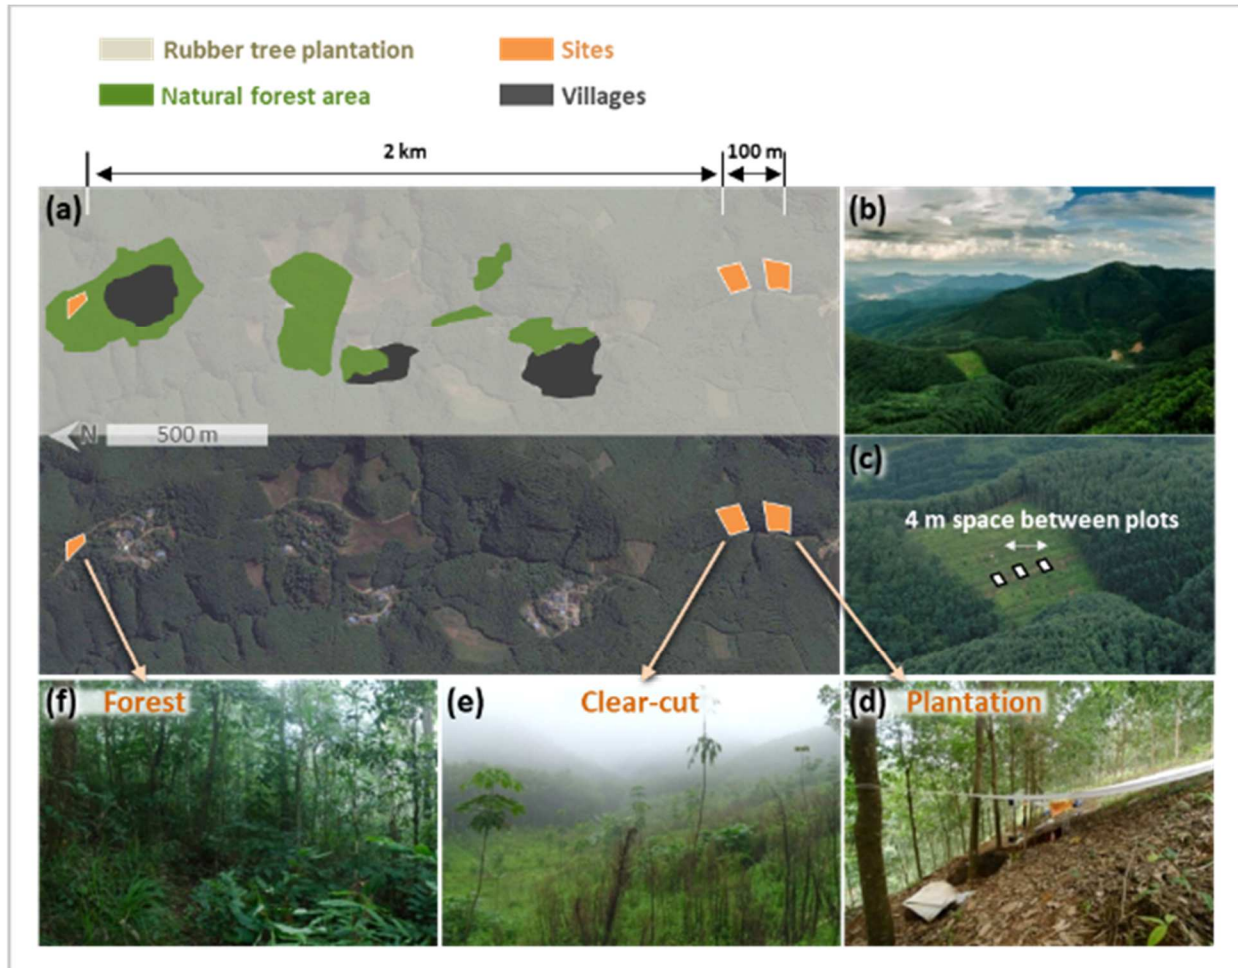 Rubber tree plantation
Sites
Natural forest area
Villages
2 km
100 m
(a)
(b)
N
500 m
(c)
4 m space between plots
(f) Forest
(e) Clear-cut
(d) Plantation